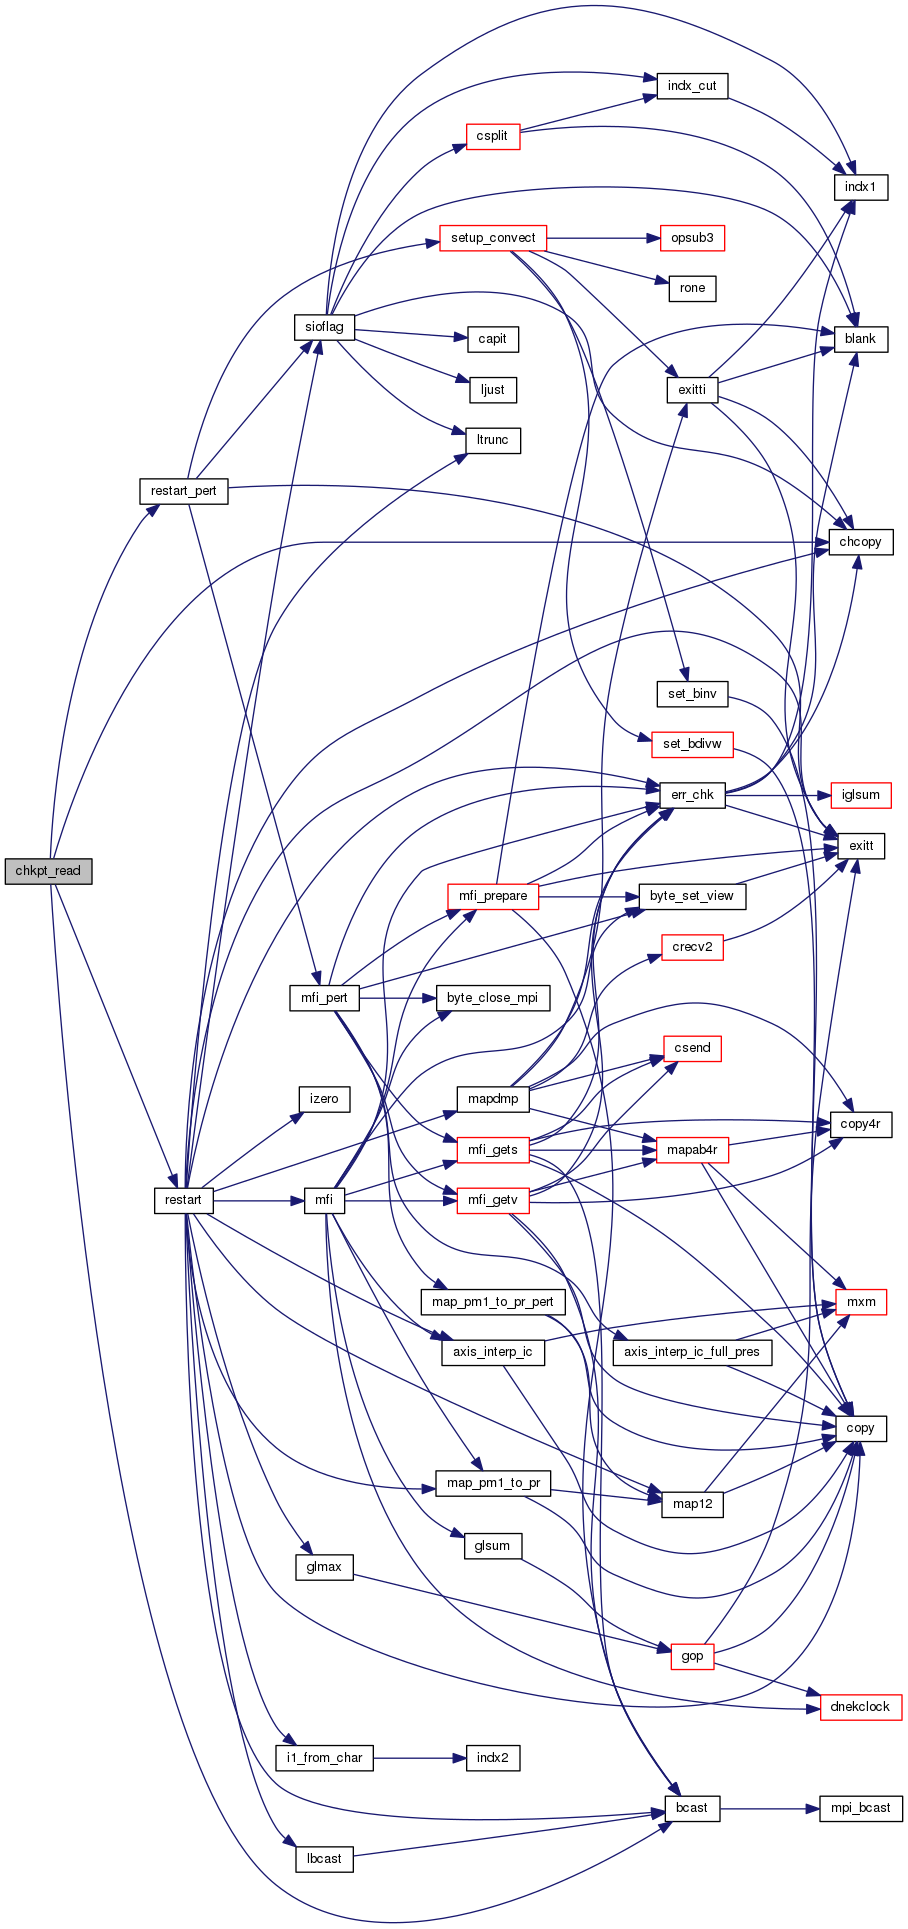 indx_cut
csplit
indx1
setup_convect
opsub3
rone
sioflag
capit
blank
ljust
exitti
ltrunc
restart_pert
chcopy
set_binv
set_bdivw
err_chk
iglsum
exitt
chkpt_read
mfi_prepare
byte_set_view
crecv2
mfi_pert
byte_close_mpi
csend
izero
mapdmp
copy4r
mfi_gets
mapab4r
restart
mfi
mfi_getv
map_pm1_to_pr_pert
mxm
axis_interp_ic
axis_interp_ic_full_pres
copy
map_pm1_to_pr
map12
glsum
glmax
gop
dnekclock
i1_from_char
indx2
bcast
mpi_bcast
lbcast